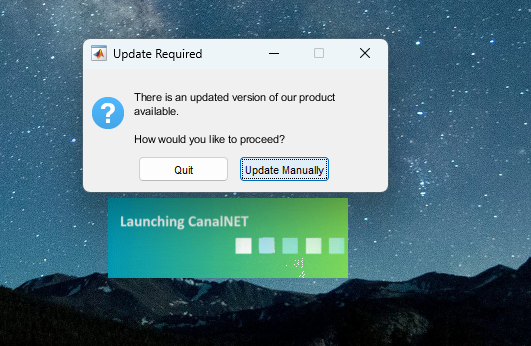 Update Required
There is an updated version of our product
available.
How would you like to proceed?
Quit
Update Manually
Launching CanalNET